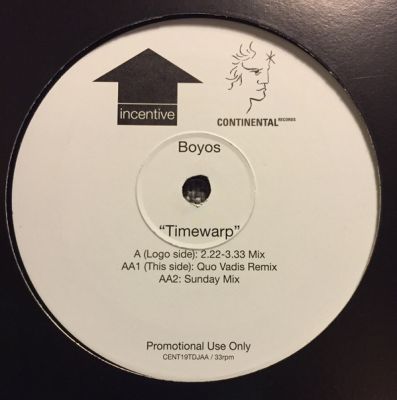 incentive
CONTINENTAL RECORDS
Boyos
"Timewarp"
A (Logo side): 2.22-3.33 Mix
AA1 (This side): Quo Vadis Remix
AA2: Sunday Mix
Promotional Use Only
CENT19TDJAA / 33rpm